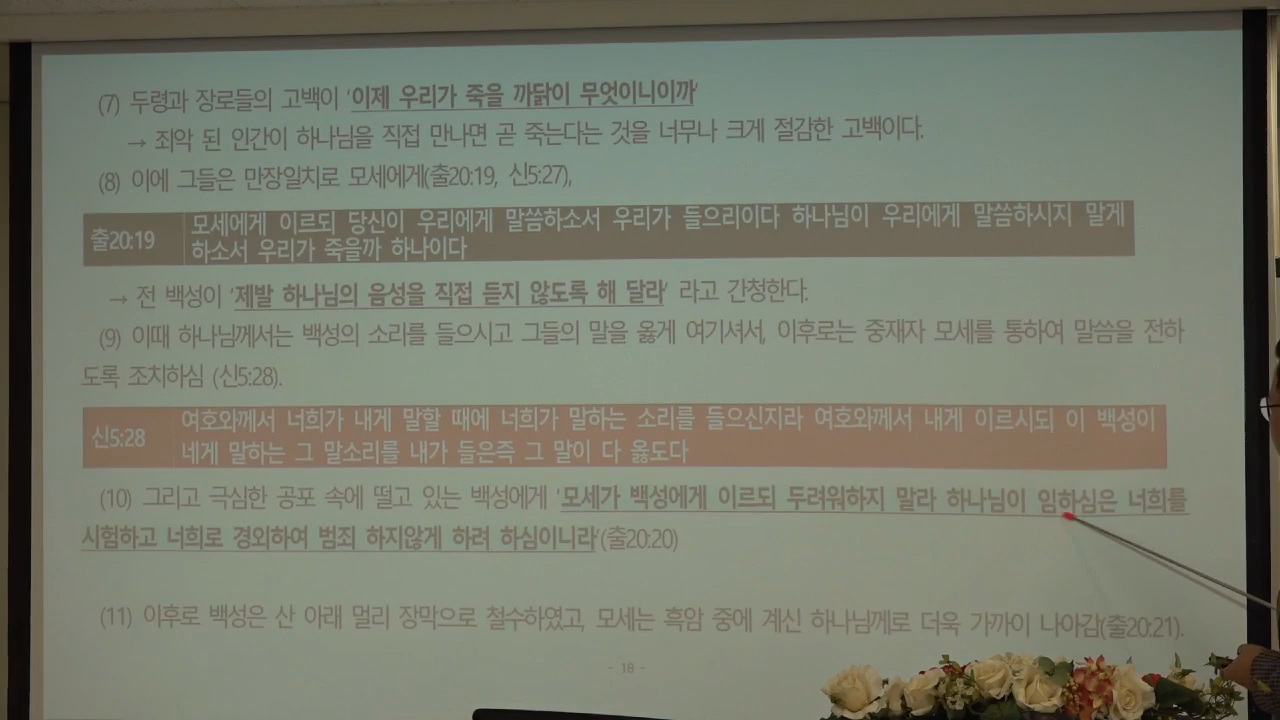 (7) 두령과 장로들의 고백이 '이제 우리가 죽을 까닭이 무엇이니이까'
→ 죄악 된 인간이 하나님을 직접 만나면 곧 죽는다는 것을 너무나 크게 절감한 고백이다.
(8) 이에 그들은 만장일치로 모세에게(출20:19, 신5:27),
출20:19
모세에게 이르되 당신이 우리에게 말씀하소서 우리가 들으리이다 하나님이 우리에게 말씀하시지 말게
하소서 우리가 죽을까 하나이다
→ 전 백성이 '제발 하나님의 음성을 직접 듣지 않도록 해 달라' 라고 간청한다.
(9) 이때 하나님께서는 백성의 소리를 들으시고 그들의 말을 옳게 여기셔서, 이후로는 중재자 모세를 통하여 말씀을 전하
도록 조치하심 (신5:28).
신5:28
여호와께서 너희가 내게 말할 때에 너희가 말하는 소리를 들으신지라 여호와께서 내게 이르시되 이 백성이
네게 말하는 그 말소리를 내가 들은즉 그 말이 다 옳도다
(10) 그리고 극심한 공포 속에 떨고 있는 백성에게 '모세가 백성에게 이르되 두려워하지 말라 하나님이 임하심은 너희를
시험하고 너희로 경외하여 범죄 하지않게 하려 하심이니라'(출20:20)
(11) 이후로 백성은 산 아래 멀리 장막으로 철수하였고, 모세는 흑암 중에 계신 하나님께로 더욱 가까이 나아감(출20:21).
- 18 -